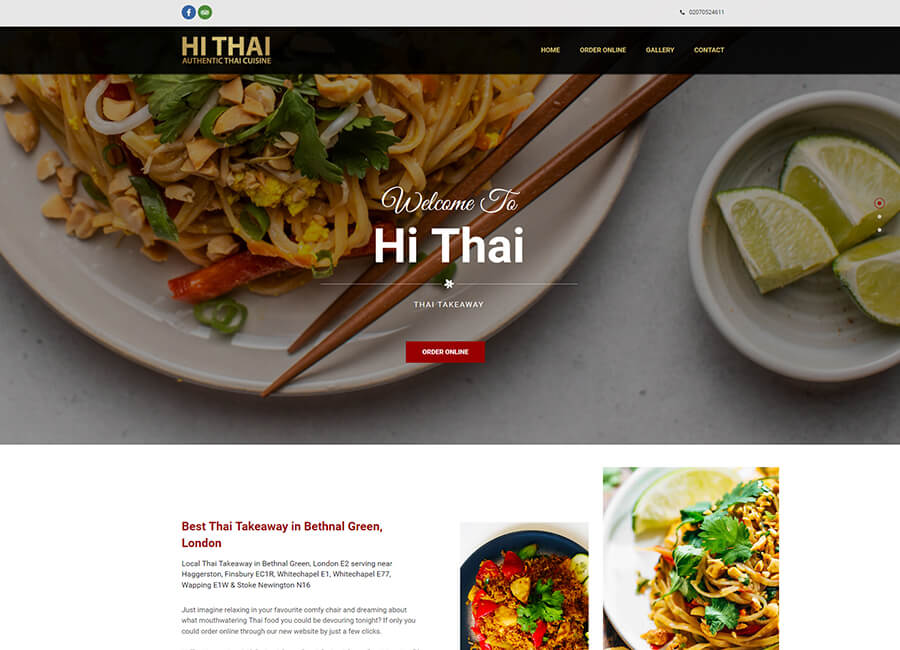 02070524611
HI THAI
AUTHENTIC THAI CUISINE
HOME ORDER ONLINE GALLERY CONTACT
Welcome To
Hi Thai
THAI TAKEAWAY
ORDER ONLINE
Best Thai Takeaway in Bethnal Green,
London
Local Thai Takeaway in Bethnal Green, London E2 serving near
Haggerston, Finsbury EC1R, Whitechapel E1, Whitechapel E77,
Wapping E1W & Stoke Newington N16
Just imagine relaxing in your favourite comfy chair and dreaming about
what mouthwatering Thai food you could be devouring tonight? If only you
could order online through our new website by just a few clicks.